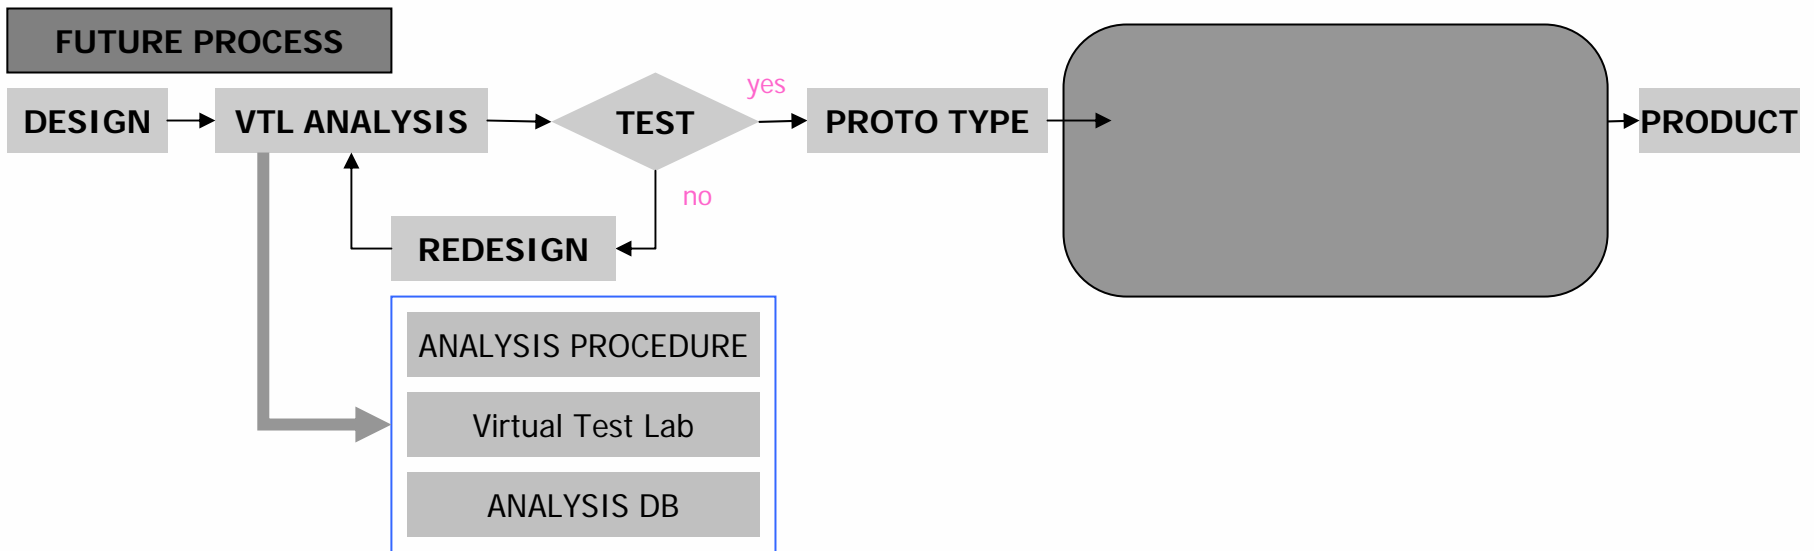 FUTURE PROCESS
DESIGN
VTL ANALYSIS
TEST
yes
PROTO TYPE
PRODUCT
no
REDESIGN
ANALYSIS PROCEDURE
Virtual Test Lab
ANALYSIS DB